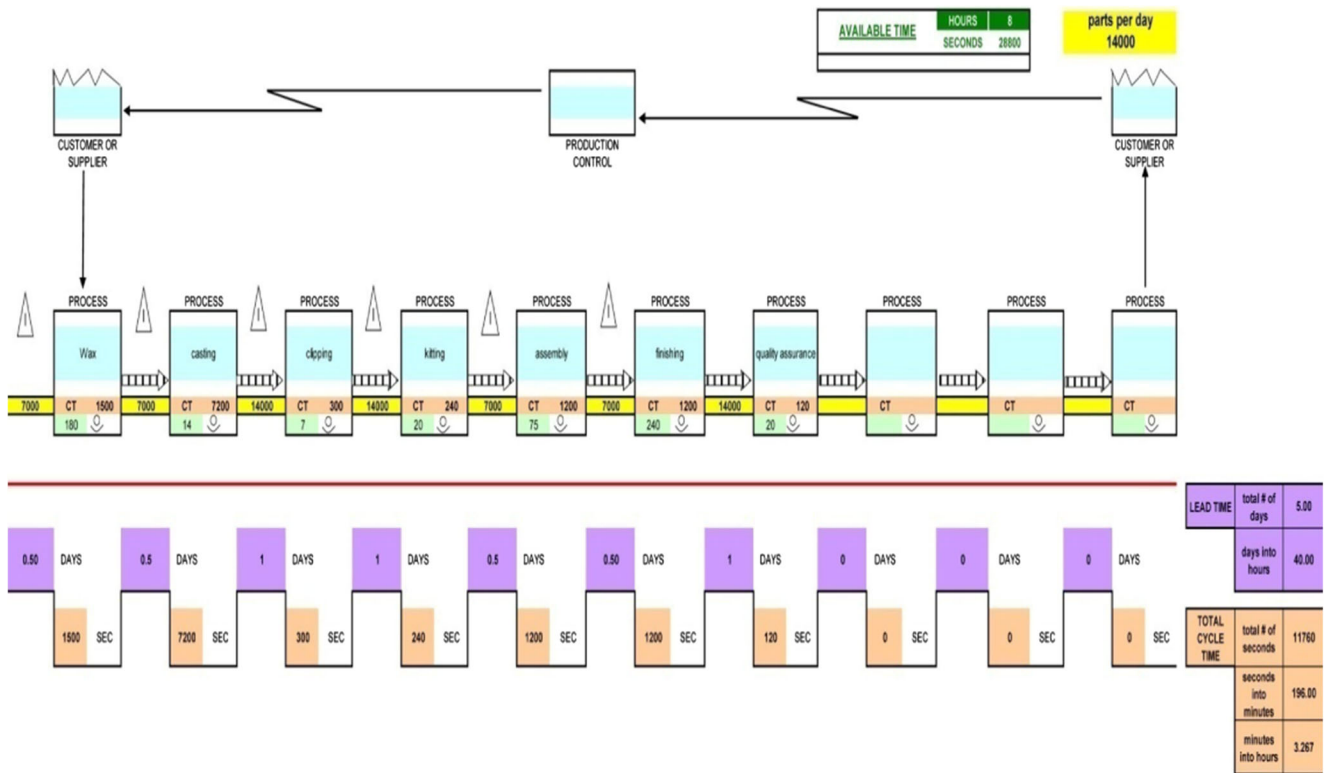 AVAILABLE TIME
HOURS 8
SECONDS 28800
parts per day
14000
CUSTOMER OR
SUPPLIER
PRODUCTION
CONTROL
CUSTOMER OR
SUPPLIER
PROCESS PROCESS PROCESS PROCESS PROCESS PROCESS PROCESS PROCESS PROCESS PROCESS
I I I I I I
Wax casting clipping kitting assembly finishing quality assurance
7000 CT 1500 7000 CT 7200 14000 CT 300 14000 CT 240 7000 CT 1200 7000 CT 1200 14000 CT 120 CT CT CT
180 14 7 20 75 240 20
LEAD TIME
total # of
days
5.00
0.50 DAYS 0.5 DAYS 1 DAYS 1 DAYS 0.5 DAYS 0.50 DAYS 1 DAYS 0 DAYS 0 DAYS 0 DAYS
days into
hours
40.00
1500 SEC 7200 SEC 300 SEC 240 SEC 1200 SEC 1200 SEC 120 SEC 0 SEC 0 SEC 0 SEC
TOTAL
CYCLE
TIME
total # of
seconds
11760
seconds
into
minutes
196.00
minutes
into hours
3.267